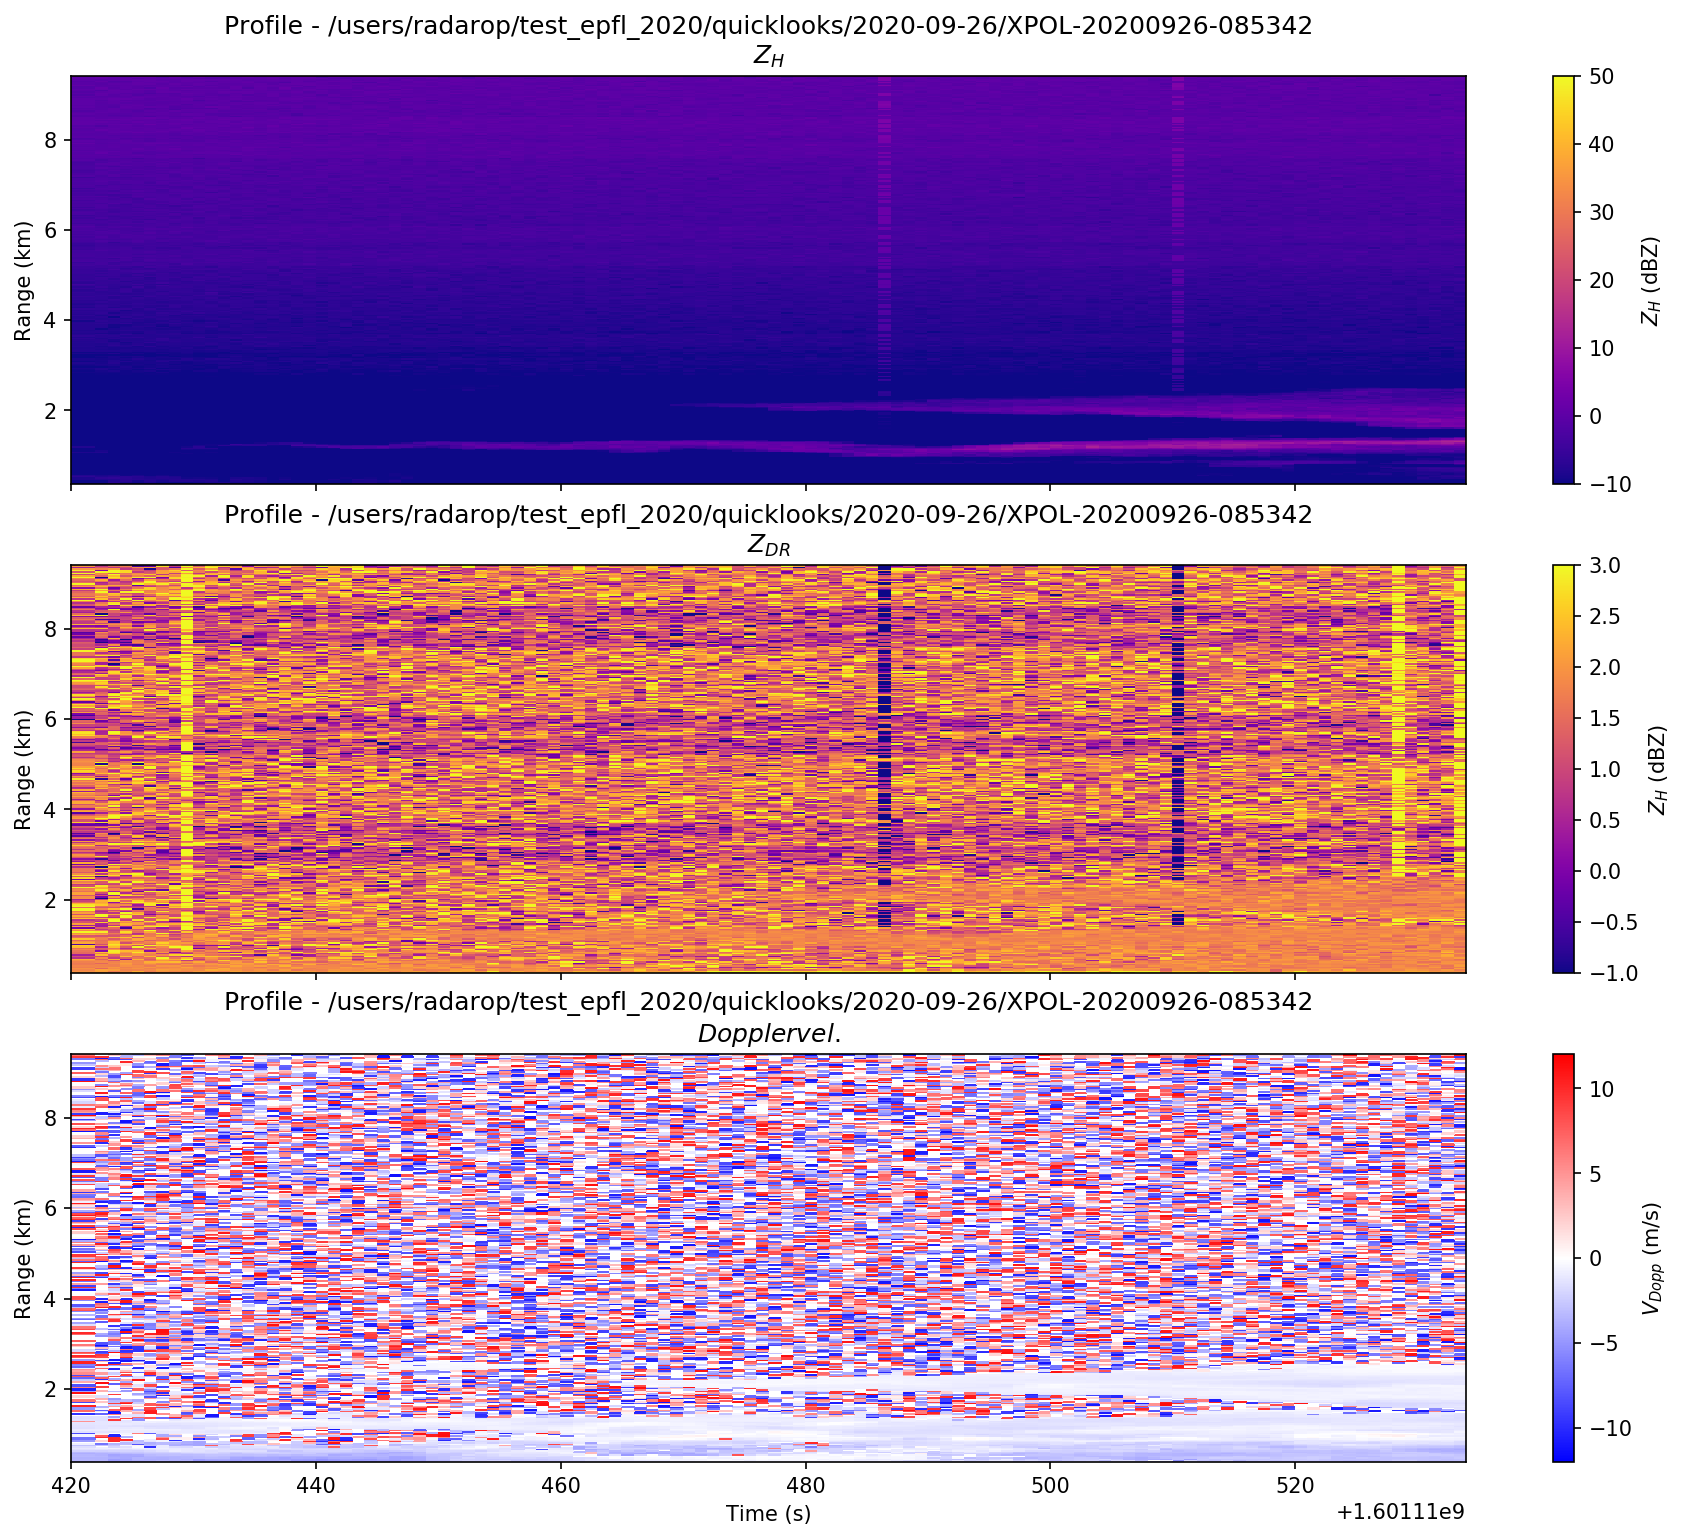 Profile - /users/radarop/test_epfl_2020/quicklooks/2020-09-26/XPOL-20200926-085342
Z_H
8
6
4
2
Range (km)
50
40
30
20
10
0
−10
Z_H (dBZ)
Profile - /users/radarop/test_epfl_2020/quicklooks/2020-09-26/XPOL-20200926-085342
Z_DR
8
6
4
2
Range (km)
3.0
2.5
2.0
1.5
1.0
0.5
0.0
−0.5
−1.0
Z_H (dBZ)
Profile - /users/radarop/test_epfl_2020/quicklooks/2020-09-26/XPOL-20200926-085342
Dopplervel.
8
6
4
2
Range (km)
10
5
0
−5
−10
V_Dopp (m/s)
420 440 460 480 500 520
Time (s)
+1.60111e9